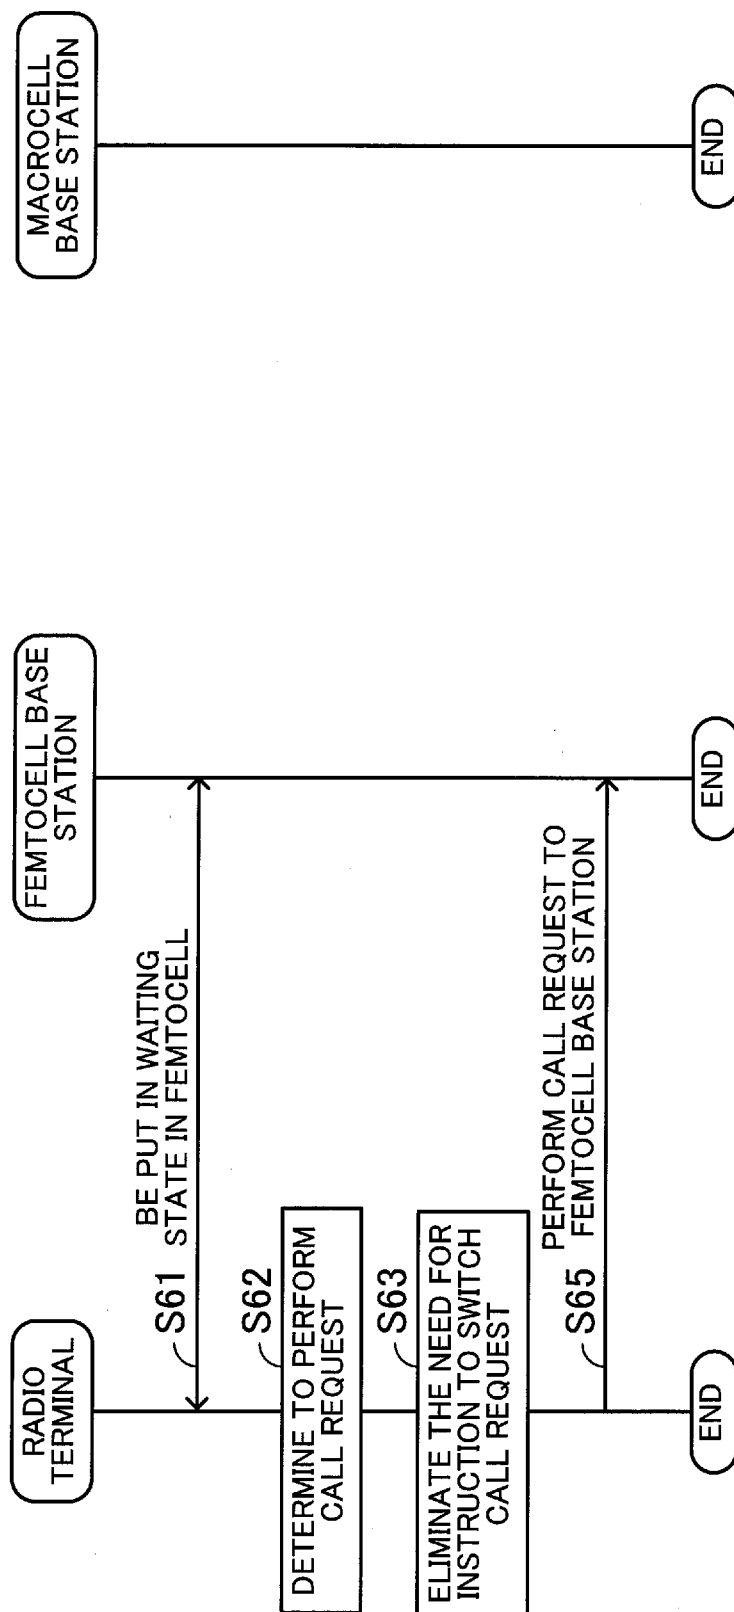 RADIO
TERMINAL
FEMTOCELL BASE
STATION
MACROCELL
BASE STATION
BE PUT IN WAITING
STATE IN FEMTOCELL
S61
S62
DETERMINE TO PERFORM
CALL REQUEST
S63
ELIMINATE THE NEED FOR
INSTRUCTION TO SWITCH
CALL REQUEST
PERFORM CALL REQUEST TO
FEMTOCELL BASE STATION
S65
END
END
END